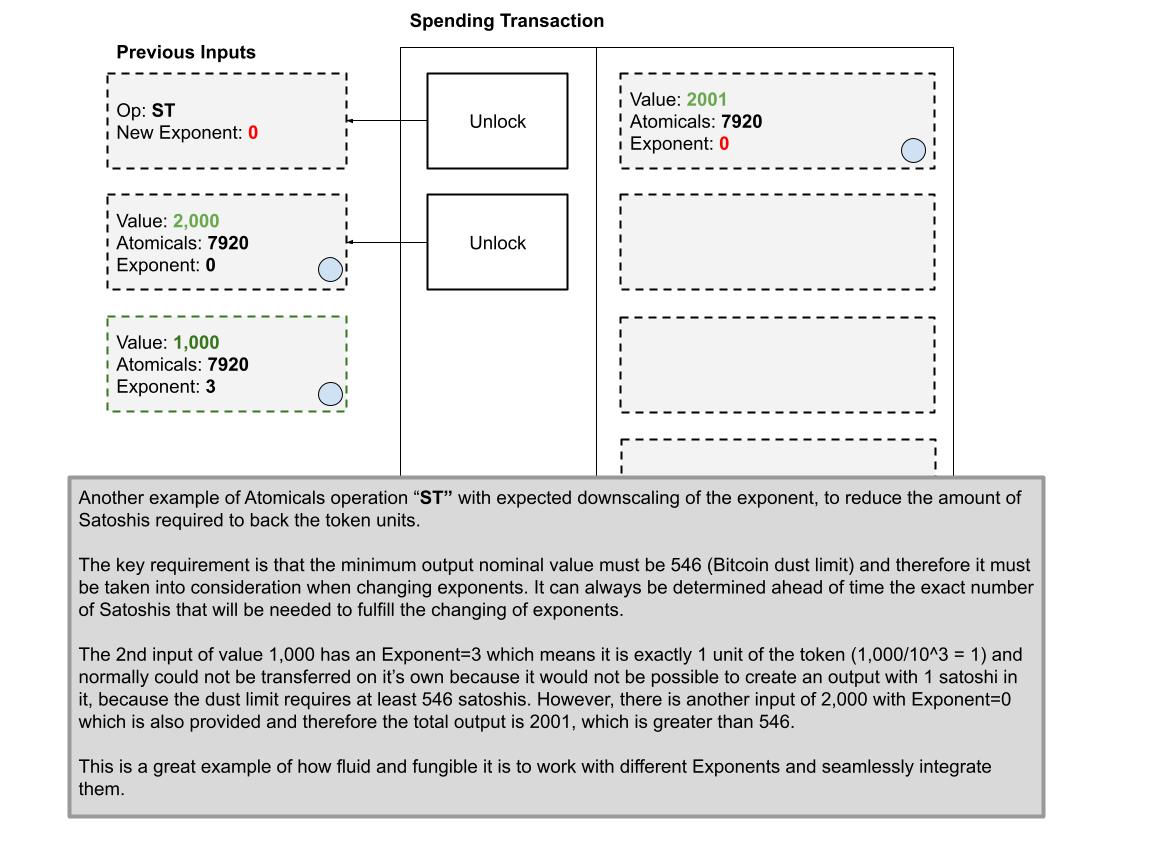 Spending Transaction
Previous Inputs
Op: ST
New Exponent: 0
Unlock
Value: 2001
Atomicals: 7920
Exponent: 0
Value: 2,000
Atomicals: 7920
Exponent: 0
Unlock
Value: 1,000
Atomicals: 7920
Exponent: 3
Another example of Atomicals operation “ST” with expected downscaling of the exponent, to reduce the amount of
Satoshis required to back the token units.
The key requirement is that the minimum output nominal value must be 546 (Bitcoin dust limit) and therefore it must
be taken into consideration when changing exponents. It can always be determined ahead of time the exact number
of Satoshis that will be needed to fulfill the changing of exponents.
The 2nd input of value 1,000 has an Exponent=3 which means it is exactly 1 unit of the token (1,000/10^3 = 1) and
normally could not be transferred on it’s own because it would not be possible to create an output with 1 satoshi in
it, because the dust limit requires at least 546 satoshis. However, there is another input of 2,000 with Exponent=0
which is also provided and therefore the total output is 2001, which is greater than 546.
This is a great example of how fluid and fungible it is to work with different Exponents and seamlessly integrate
them.